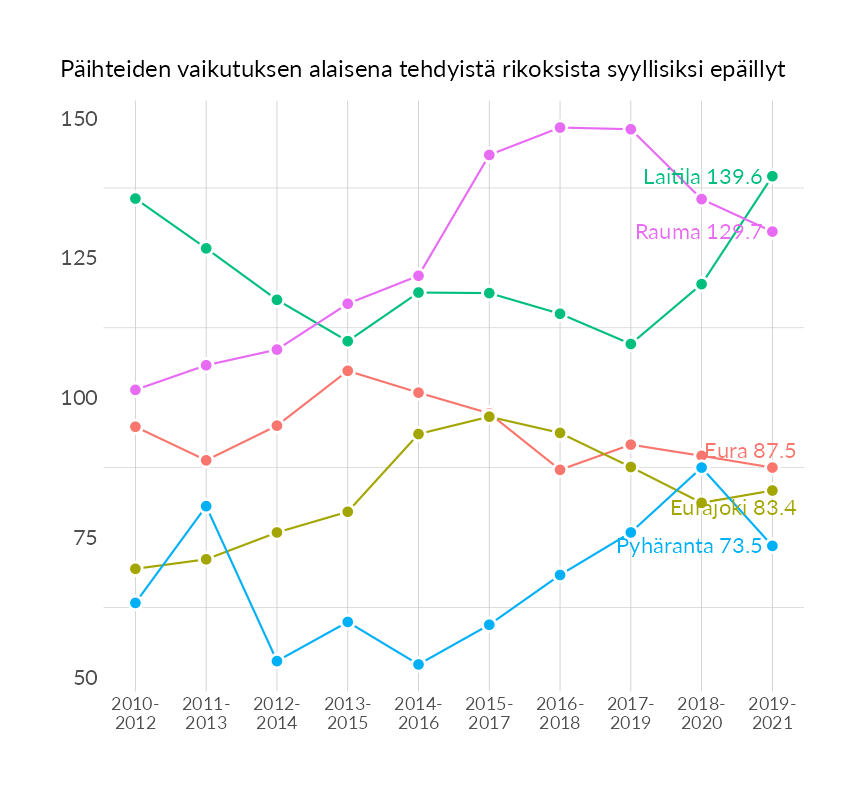 Päihteiden vaikutuksen alaisena tehdyistä rikoksista syyllisiksi epäillyt
150
125
100
75
50
Laitila 139.6
Rauma 129.7
Eura 87.5
Eurajoki 83.4
Pyhäranta 73.5
2010- 2011- 2012- 2013- 2014- 2015- 2016- 2017- 2018- 2019-
2012 2013 2014 2015 2016 2017 2018 2019 2020 2021